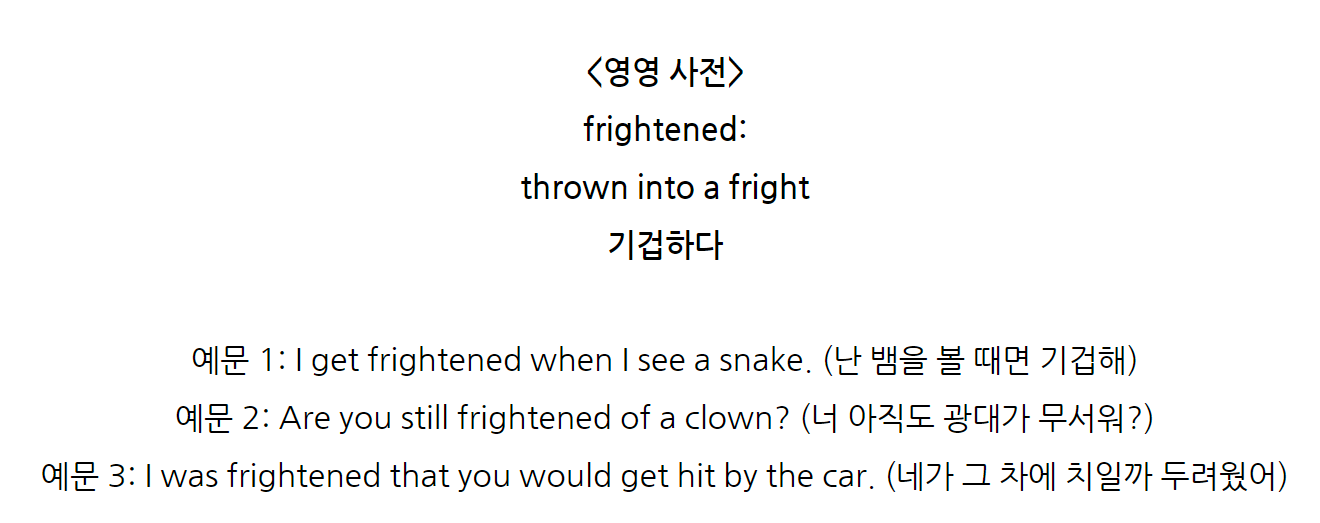 <영영 사전>
frightened:
thrown into a fright
기겁하다
예문 1: I get frightened when I see a snake. (난 뱀을 볼 때면 기겁해)
예문 2: Are you still frightened of a clown? (너 아직도 광대가 무서워?)
예문 3: I was frightened that you would get hit by the car. (네가 그 차에 치일까 두려웠어)